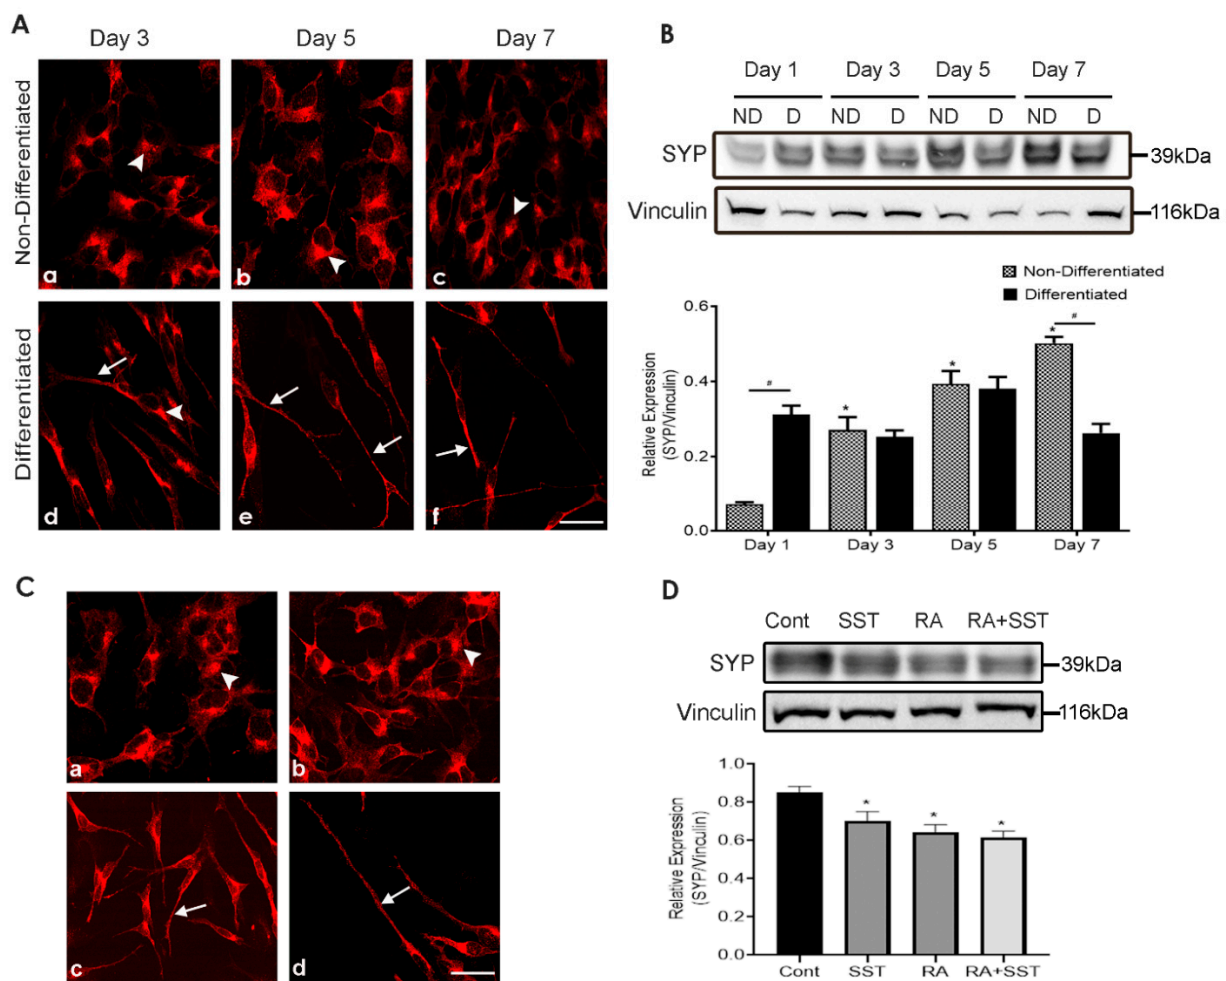 A
Day 3 Day 5 Day 7
Non-Differentiated
a b c
Differentiated
d e f
B
Day 1 Day 3 Day 5 Day 7
ND D ND D ND D ND D
SYP 39kDa
Vinculin 116kDa
Non-Differentiated
Differentiated
Relative Expression
(SYP/Vinculin)
0.6
0.4
0.2
0.0
# * * * #
Day 1 Day 3 Day 5 Day 7
C
a b
c d
D
Cont SST RA RA+SST
SYP 39kDa
Vinculin 116kDa
Relative Expression
(SYP/Vinculin)
1.0
0.8
0.6
0.4
0.2
0.0
* * *
Cont SST RA RA+SST